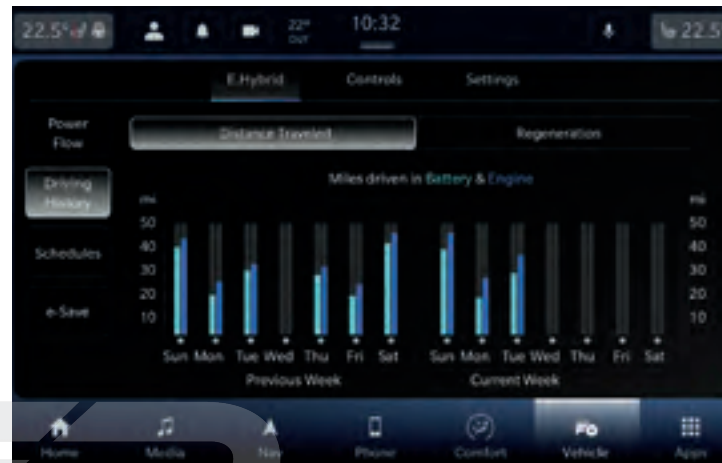 22.5° 22° OUT 10:32 22.5
E.Hybrid Controls Settings
Power Flow
Distance Traveled Regeneration
Driving History
Miles driven in Battery & Engine
mi mi
50 50
40 40
Schedules
30 30
20 20
e-Save
10 10
Sun Mon Tue Wed Thu Fri Sat Sun Mon Tue Wed Thu Fri Sat
Previous Week Current Week
Home Media Nav Phone Comfort Vehicle Apps